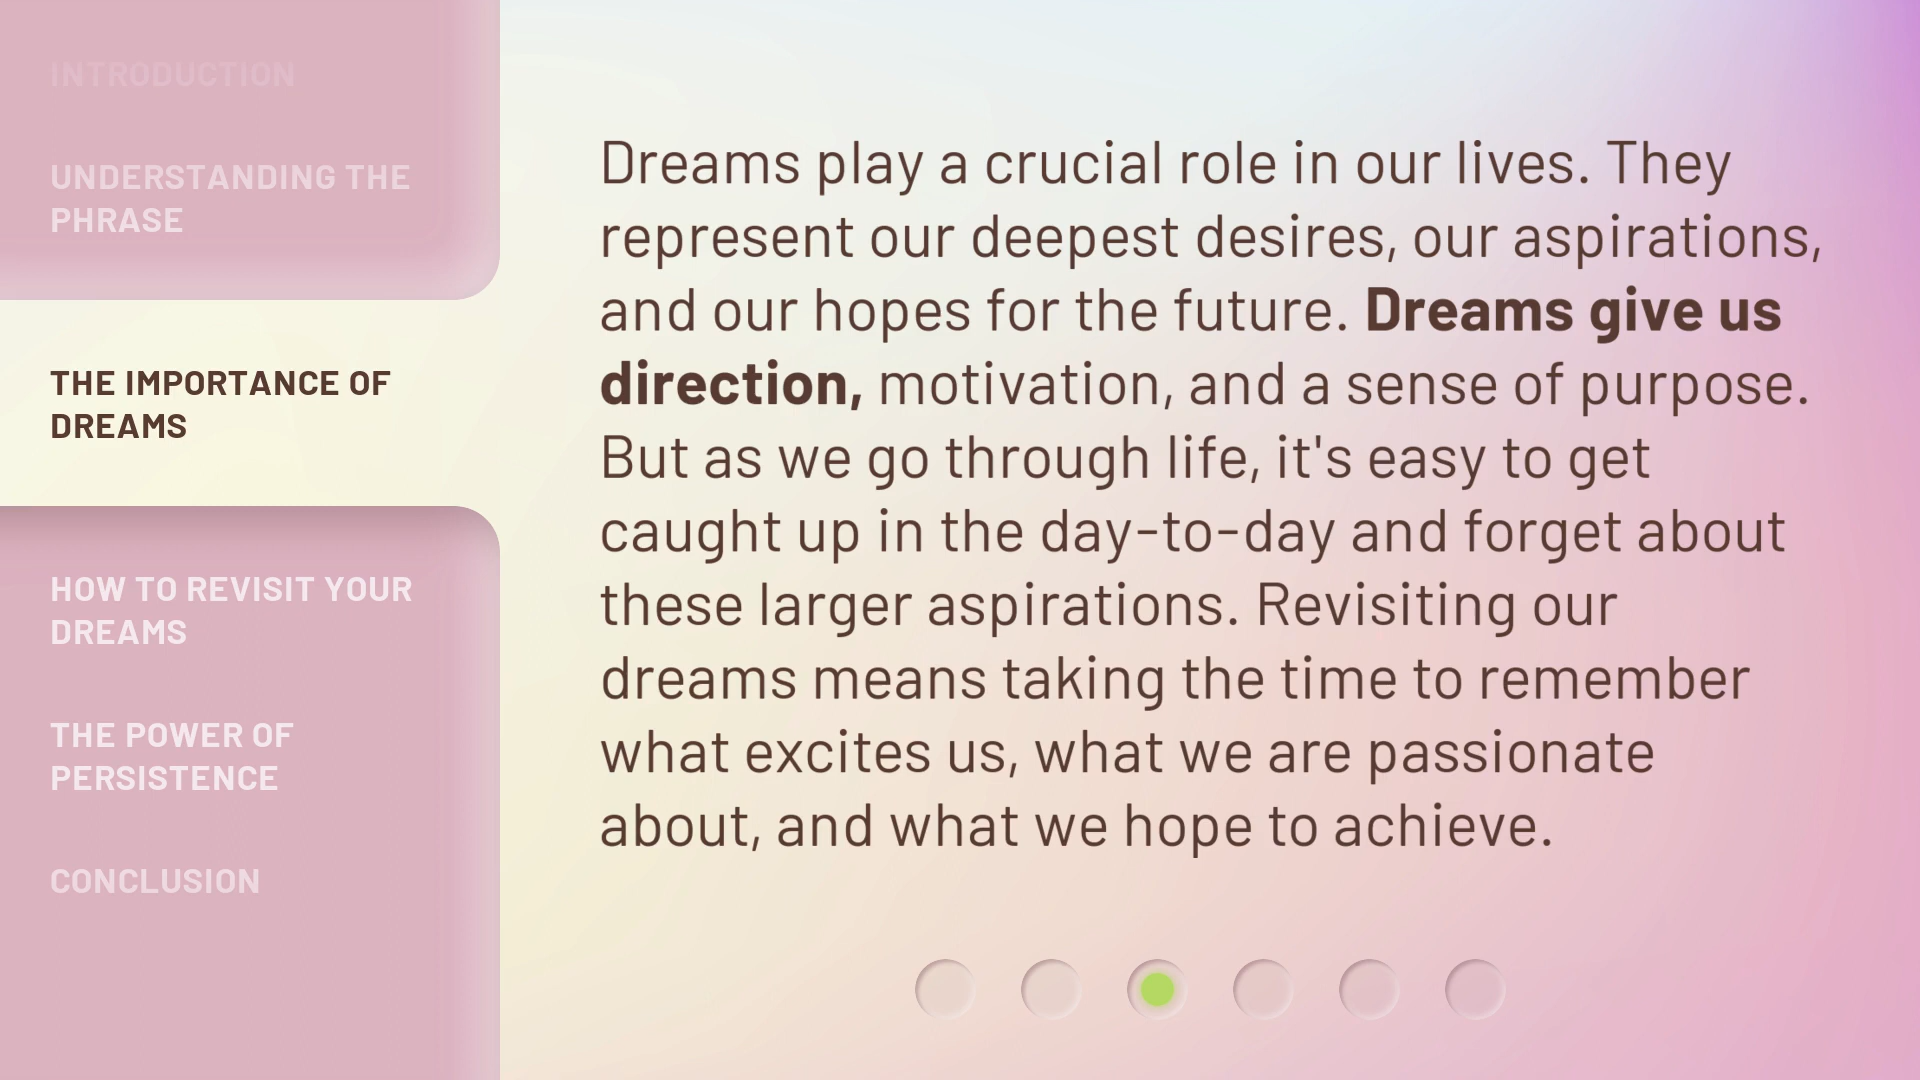 INTRODUCTION
UNDERSTANDING THE
PHRASE
THE IMPORTANCE OF
DREAMS
HOW TO REVISIT YOUR
DREAMS
THE POWER OF
PERSISTENCE
CONCLUSION
Dreams play a crucial role in our lives. They
represent our deepest desires, our aspirations,
and our hopes for the future. Dreams give us
direction, motivation, and a sense of purpose.
But as we go through life, it's easy to get
caught up in the day-to-day and forget about
these larger aspirations. Revisiting our
dreams means taking the time to remember
what excites us, what we are passionate
about, and what we hope to achieve.